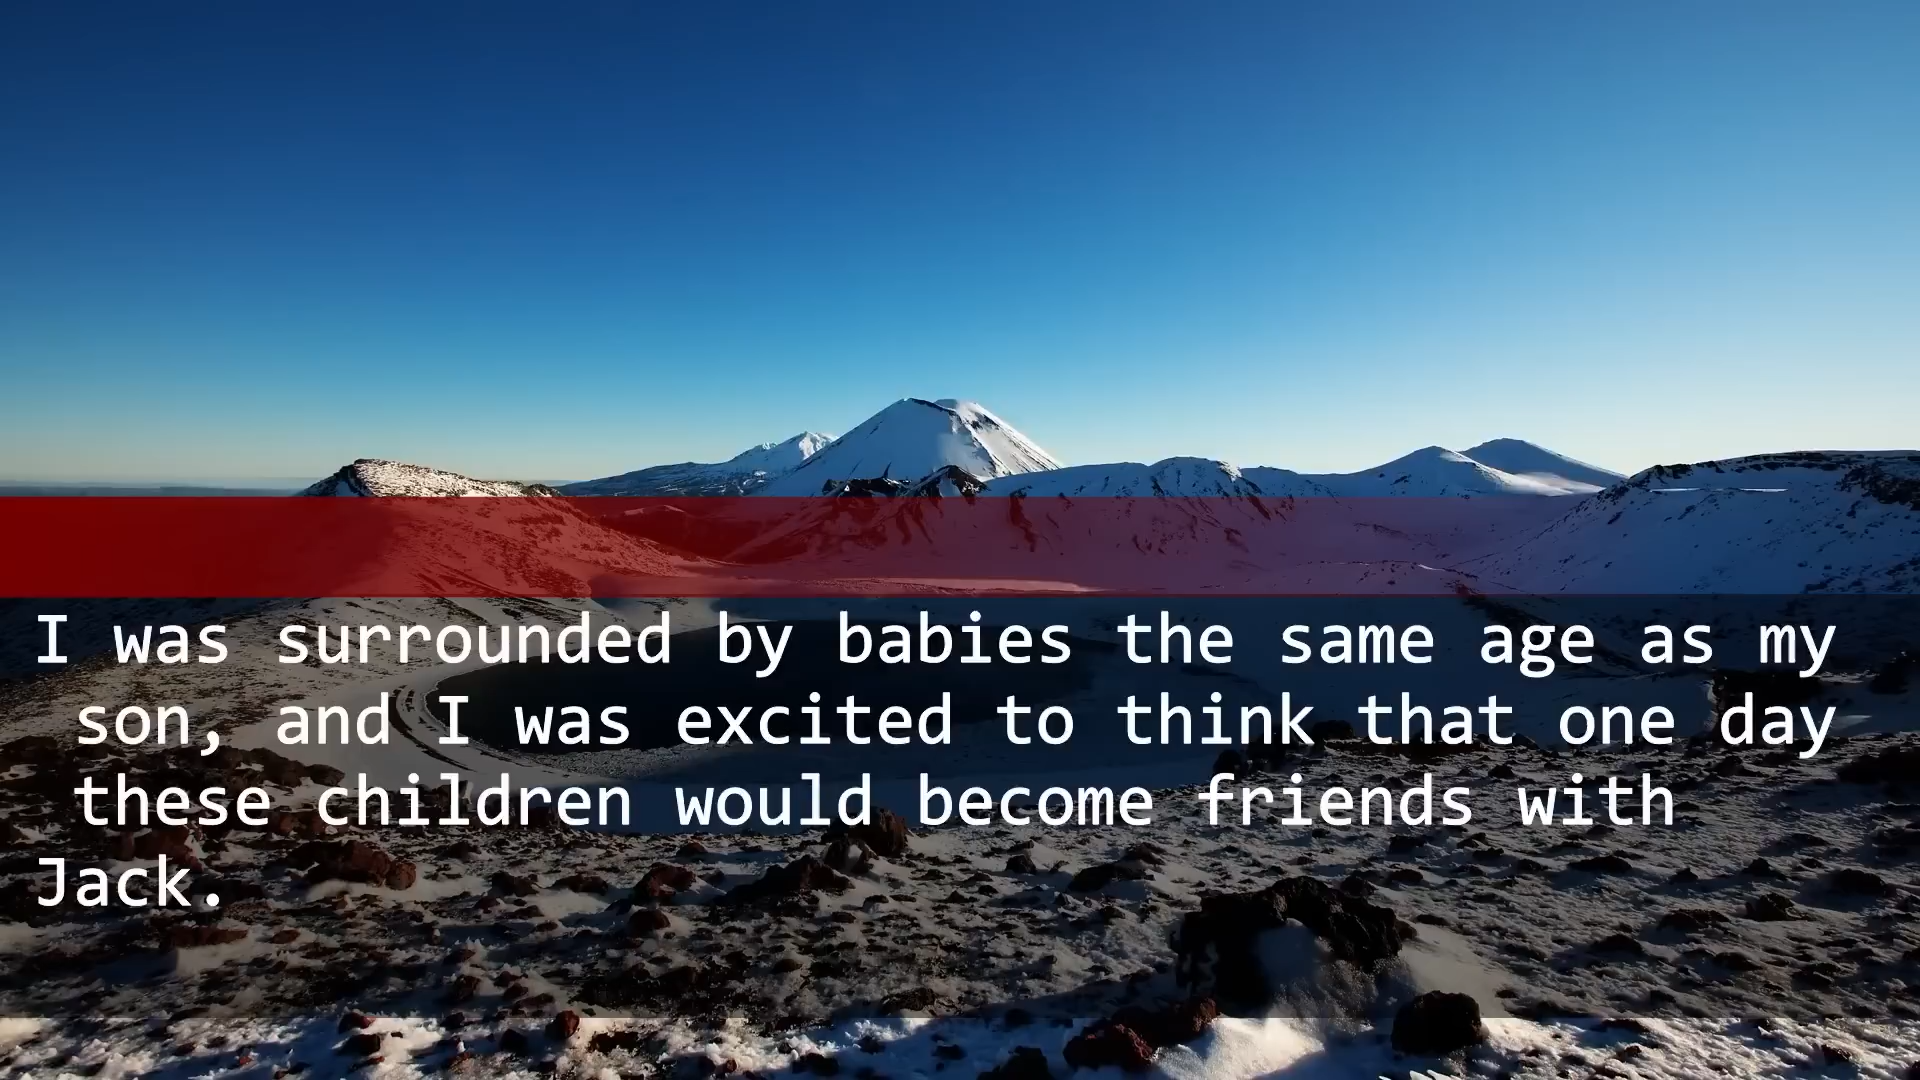 I was surrounded by babies the same age as my
son, and I was excited to think that one day
these children would become friends with
Jack.